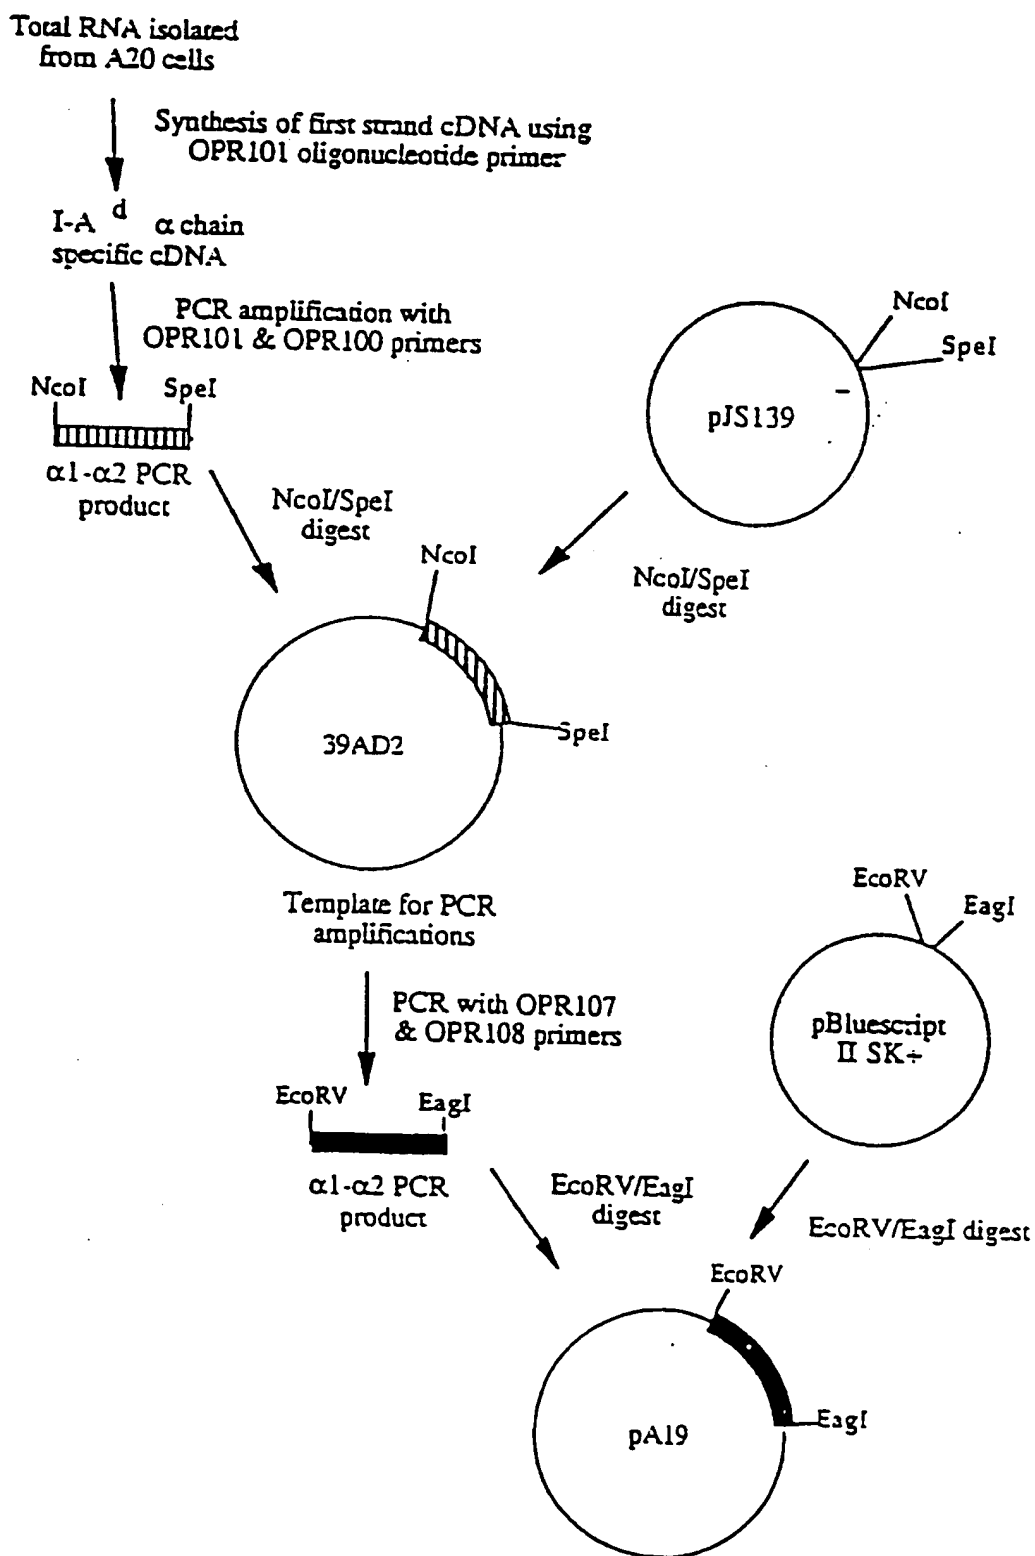 Total RNA isolated
from A20 cells
Synthesis of first strand cDNA using
OPR101 oligonucleotide primer
I-A d α chain
specific cDNA
PCR amplification with
OPR101 & OPR100 primers
NcoI SpeI
α1-α2 PCR
product
NcoI
SpeI
pJS139
NcoI/SpeI
digest
NcoI/SpeI
digest
NcoI
SpeI
39AD2
Template for PCR
amplifications
PCR with OPR107
& OPR108 primers
EcoRV EagI
α1-α2 PCR
product
EcoRV
EagI
pBluescript
II SK+
EcoRV/EagI
digest
EcoRV/EagI digest
EcoRV
EagI
pA19